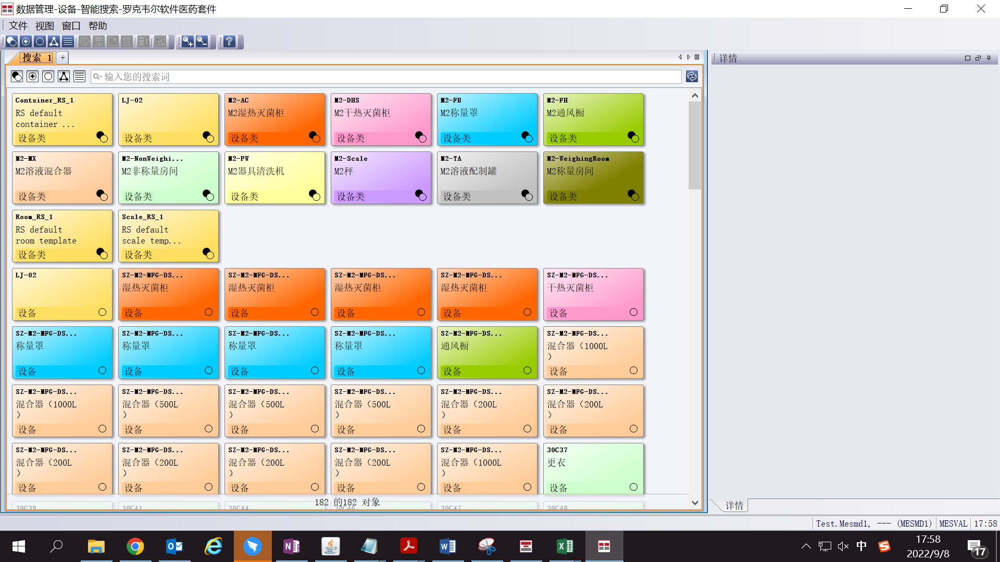 数据管理-设备-智能搜索-罗克韦尔软件医药套件
文件 视图 窗口 帮助
搜索 1
+
详情
输入您的搜索词
Container_RS_1
RS default
container ...
设备类
LJ-02
设备类
M2-AC
M2湿热灭菌柜
设备类
M2-DHS
M2干热灭菌柜
设备类
M2-FB
M2称量罩
设备类
M2-FH
M2通风橱
设备类
M2-MX
M2溶液混合器
设备类
M2-NonWeighi...
M2非称量房间
设备类
M2-PW
M2器具清洗机
设备类
M2-Scale
M2秤
设备类
M2-TA
M2溶液配制罐
设备类
M2-WeighingRoom
M2称量房间
设备类
Room_RS_1
RS default
room template
设备类
Scale_RS_1
RS default
scale temp...
设备类
LJ-02
设备
SZ-M2-MFG-DS...
湿热灭菌柜
设备
SZ-M2-MFG-DS...
湿热灭菌柜
设备
SZ-M2-MFG-DS...
湿热灭菌柜
设备
SZ-M2-MFG-DS...
湿热灭菌柜
设备
SZ-M2-MFG-DS...
干热灭菌柜
设备
SZ-M2-MFG-DS...
称量罩
设备
SZ-M2-MFG-DS...
称量罩
设备
SZ-M2-MFG-DS...
称量罩
设备
SZ-M2-MFG-DS...
称量罩
设备
SZ-M2-MFG-DS...
通风橱
设备
SZ-M2-MFG-DS...
混合器（1000L
）
设备
SZ-M2-MFG-DS...
混合器（1000L
）
设备
SZ-M2-MFG-DS...
混合器（500L
）
设备
SZ-M2-MFG-DS...
混合器（500L
）
设备
SZ-M2-MFG-DS...
混合器（500L
）
设备
SZ-M2-MFG-DS...
混合器（200L
）
设备
SZ-M2-MFG-DS...
混合器（200L
）
设备
SZ-M2-MFG-DS...
混合器（200L
）
设备
SZ-M2-MFG-DS...
混合器（200L
）
设备
SZ-M2-MFG-DS...
混合器（200L
）
设备
SZ-M2-MFG-DS...
混合器（200L
）
设备
SZ-M2-MFG-DS...
混合器（1000L
）
设备
30C37
更衣
设备
30C39
30C41
30C44
30C46
30C47
30C48
182 的182 对象
详情
Test.Mesmd1, --- (MESMD1) MESVAL 17:58
中
17:58
2022/9/8
17